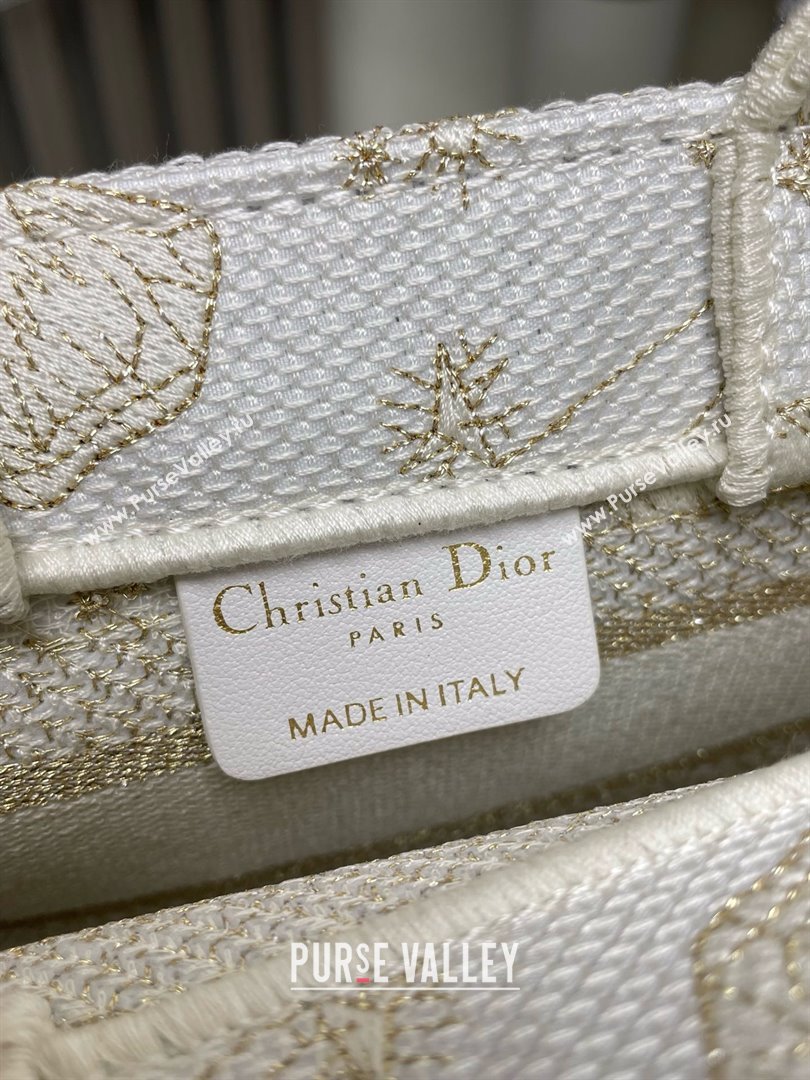 www.PurseValley.ru
www.PurseValley.ru
Christian Dior
PARIS
MADE IN ITALY
PURSE VALLEY